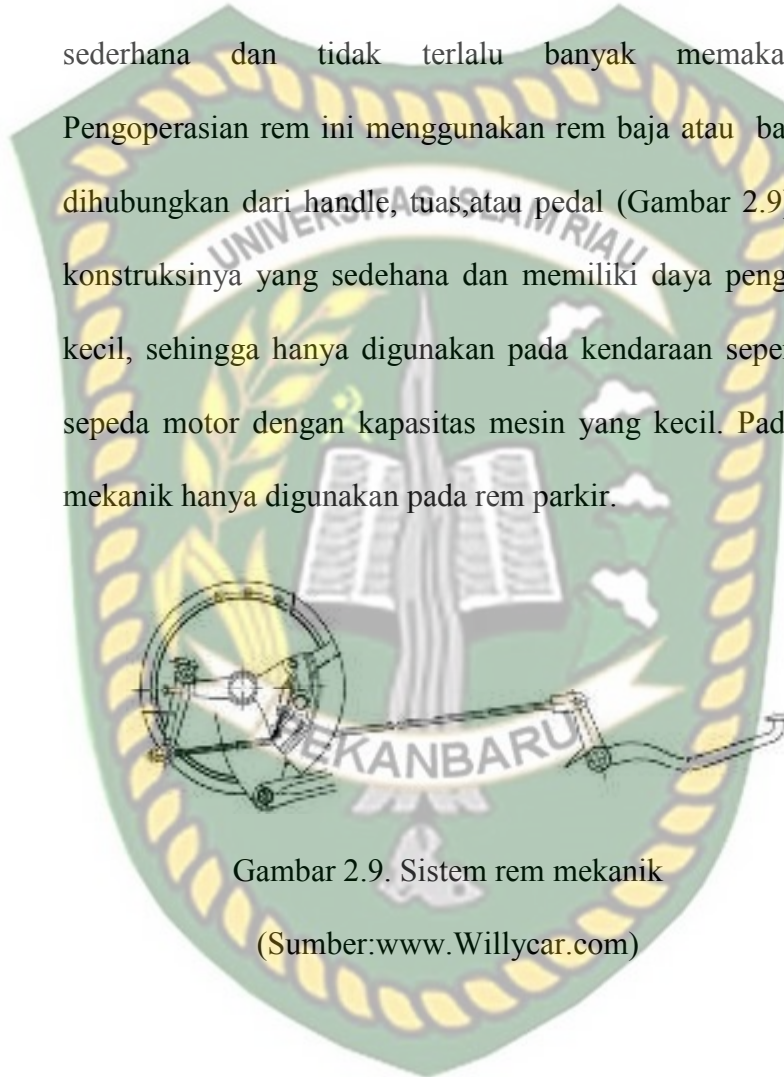 sederhana dan tidak terlalu banyak memaka
Pengoperasian rem ini menggunakan rem baja atau ba
dihubungkan dari handle, tuas,atau pedal (Gambar 2.9
UNIVERSITAS ISLAM RIAU
konstruksinya yang sedehana dan memiliki daya peng
kecil, sehingga hanya digunakan pada kendaraan sepe
sepeda motor dengan kapasitas mesin yang kecil. Pad
mekanik hanya digunakan pada rem parkir.
PEKANBARU
Gambar 2.9. Sistem rem mekanik
(Sumber:www.Willycar.com)